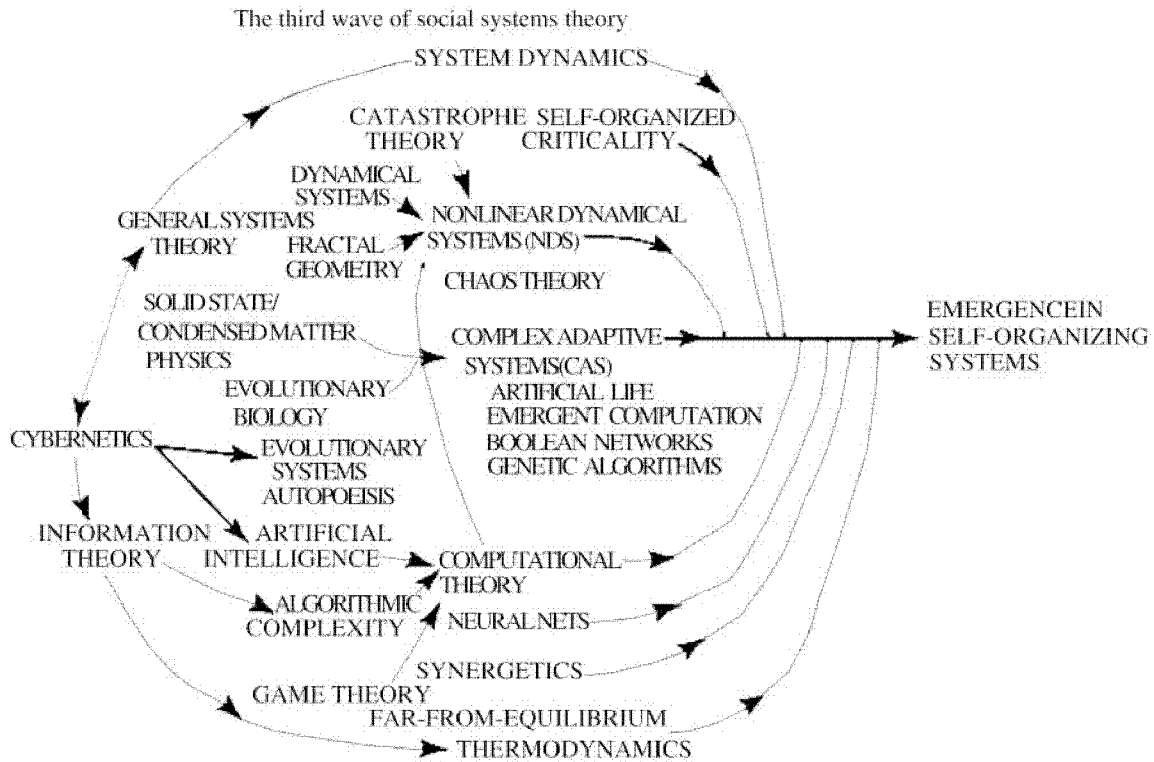 The third wave of social systems theory
SYSTEM DYNAMICS
CATASTROPHE
THEORY
SELF-ORGANIZED
CRITICALITY
DYNAMICAL
SYSTEMS
GENERAL SYSTEMS
THEORY
FRACTAL
GEOMETRY
NONLINEAR DYNAMICAL
SYSTEMS (NDS)
CHAOS THEORY
SOLID STATE/
CONDENSED MATTER
PHYSICS
COMPLEX ADAPTIVE
SYSTEMS(CAS)
ARTIFICIAL LIFE
EMERGENT COMPUTATION
BOOLEAN NETWORKS
GENETIC ALGORITHMS
EMERGENCEIN
SELF-ORGANIZING
SYSTEMS
EVOLUTIONARY
BIOLOGY
CYBERNETICS
EVOLUTIONARY
SYSTEMS
AUTOPOEISIS
INFORMATION
THEORY
ARTIFICIAL
INTELLIGENCE
COMPUTATIONAL
THEORY
ALGORITHMIC
COMPLEXITY
NEURAL NETS
SYNERGETICS
GAME THEORY
FAR-FROM-EQUILIBRIUM
THERMODYNAMICS